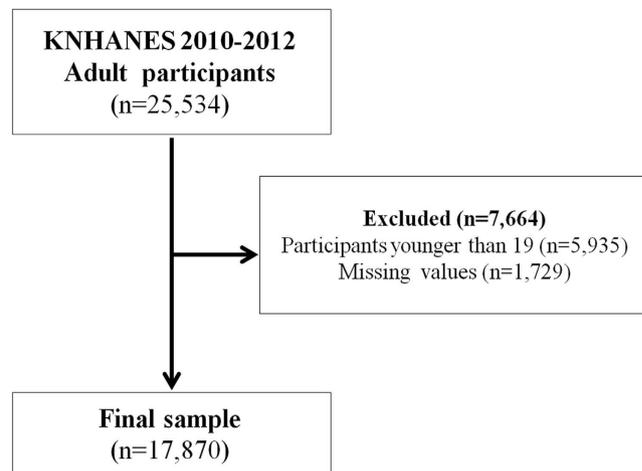 KNHANES 2010-2012
Adult participants
(n=25,534)
Excluded (n=7,664)
Participants younger than 19 (n=5,935)
Missing values (n=1,729)
Final sample
(n=17,870)